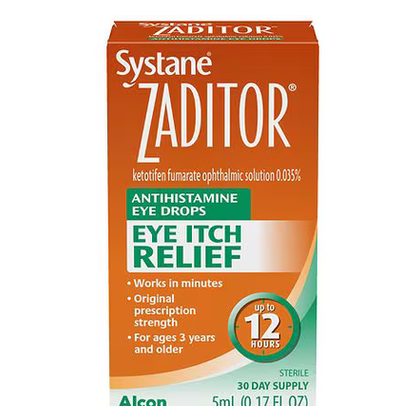 Systane®
ZADITOR®
ketotifen fumarate ophthalmic solution 0.035%
ANTIHISTAMINE
EYE DROPS
EYE ITCH
RELIEF
• Works in minutes
• Original
prescription
strength
• For ages 3 years
and older
up to
12
HOURS
STERILE
30 DAY SUPPLY
Alcon
5mL (0.17 FL OZ)